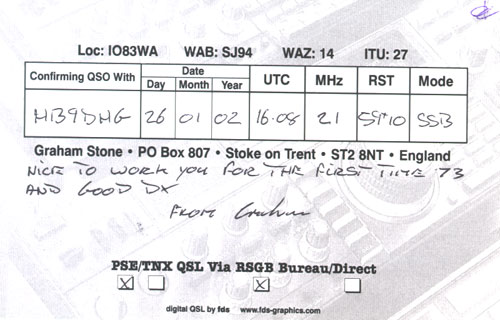 Loc: IO83WA WAB: SJ94 WAZ: 14 ITU: 27
Confirming QSO With Date UTC MHz RST Mode
Day Month Year
HB9DHG 26 01 02 16.08 21 59+10 SSB
Graham Stone • PO Box 807 • Stoke on Trent • ST2 8NT • England
NICE TO WORK YOU FOR THE FIRST TIME 73
AND GOOD DX
FROM Graham
PSE/TNX QSL Via RSGB Bureau/Direct
digital QSL by fds www.fds-graphics.com